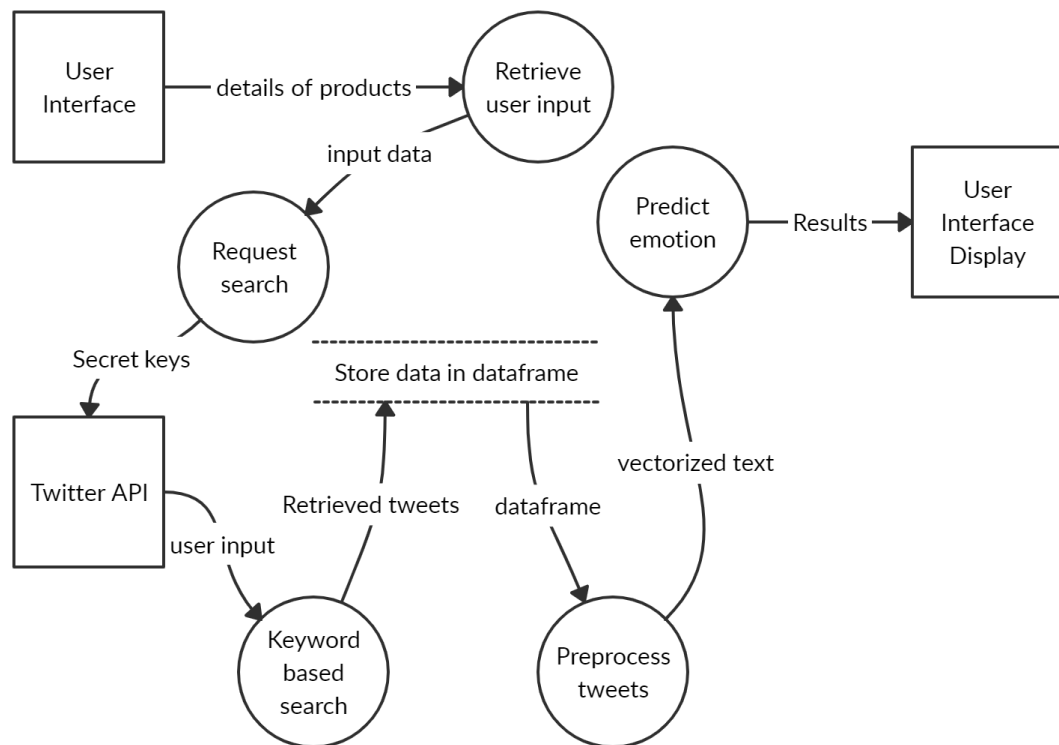 User
Interface
details of products
Retrieve
user input
input data
Request
search
Secret keys
Twitter API
user input
Keyword
based
search
Retrieved tweets
Store data in dataframe
dataframe
Preprocess
tweets
vectorized text
Predict
emotion
Results
User
Interface
Display